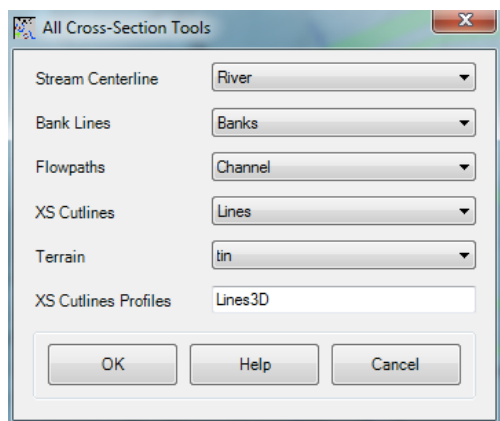 All Cross-Section Tools
Stream Centerline River
Bank Lines Banks
Flowpaths Channel
XS Cutlines Lines
Terrain tin
XS Cutlines Profiles Lines3D
OK Help Cancel